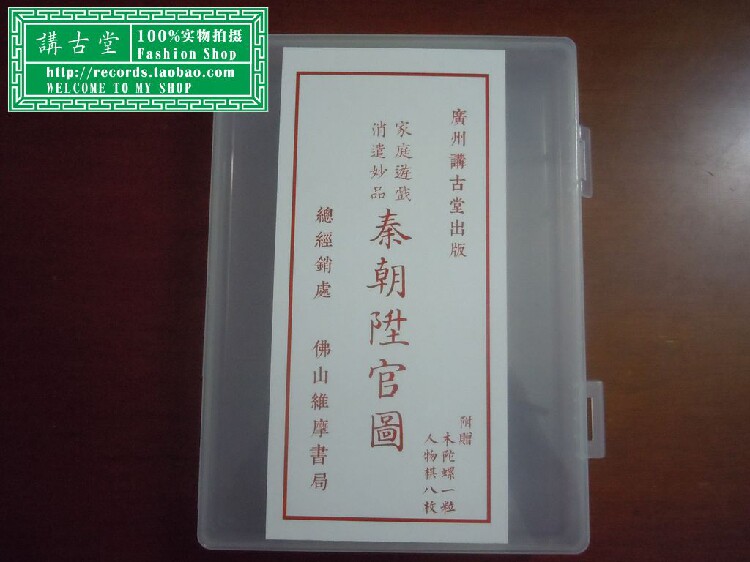 講古堂
100%实物拍摄
Fashion Shop
http://records.taobao.com
WELCOME TO MY SHOP
廣州講古堂出版
家庭遊戲
消遣妙品
秦朝陞官圖
附贈
木陀螺一粒
人物棋八枚
總經銷處 佛山維摩書局